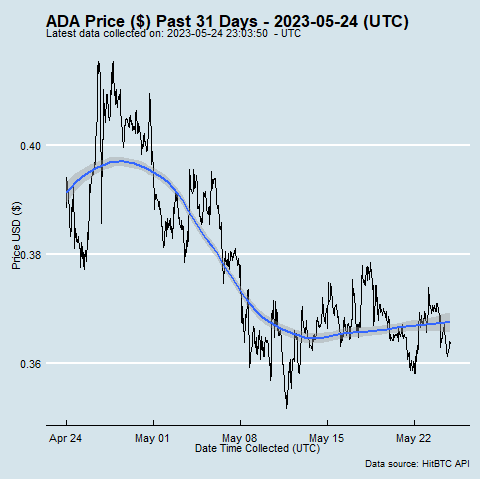 ADA Price ($) Past 31 Days - 2023-05-24 (UTC)
Latest data collected on: 2023-05-24 23:03:50  - UTC
0.40
0.38
0.36
Price USD ($)
Apr 24
May 01
May 08
May 15
May 22
Date Time Collected (UTC)
Data source: HitBTC API